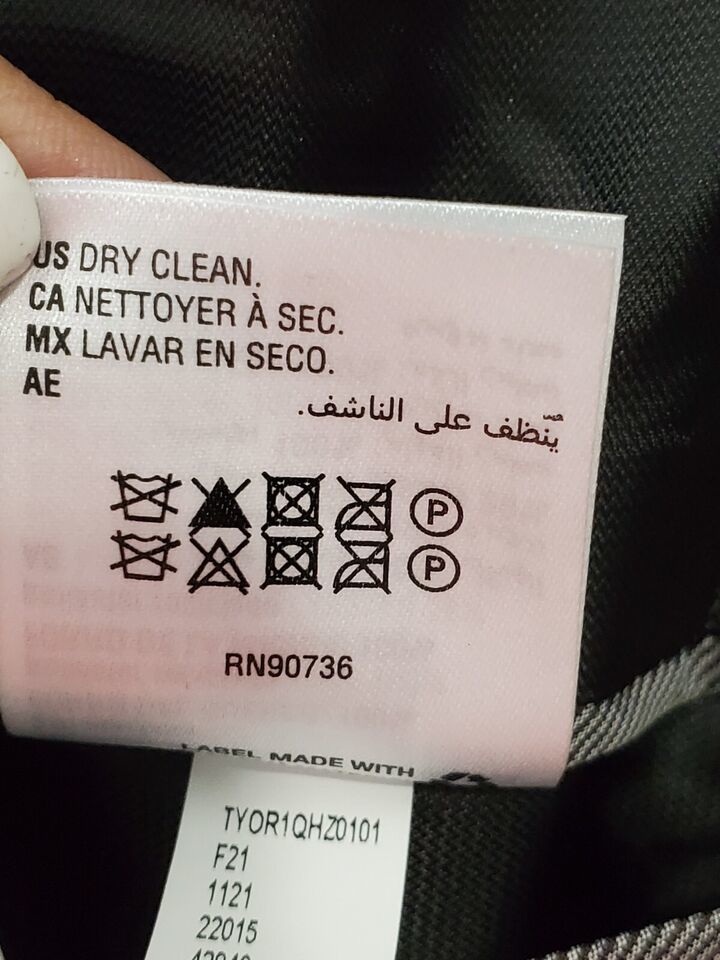 US DRY CLEAN.
CA NETTOYER À SEC.
MX LAVAR EN SECO.
AE
يُنظّف على الناشف.
P
P
RN90736
LABEL MADE WITH
TYOR1QHZ0101
F21
1121
22015